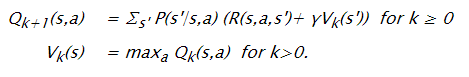 Qk+1(s,a) = Σs' P(s'|s,a) (R(s,a,s')+ γVk(s')) for k ≥ 0
Vk(s) = maxa Qk(s,a) for k>0.